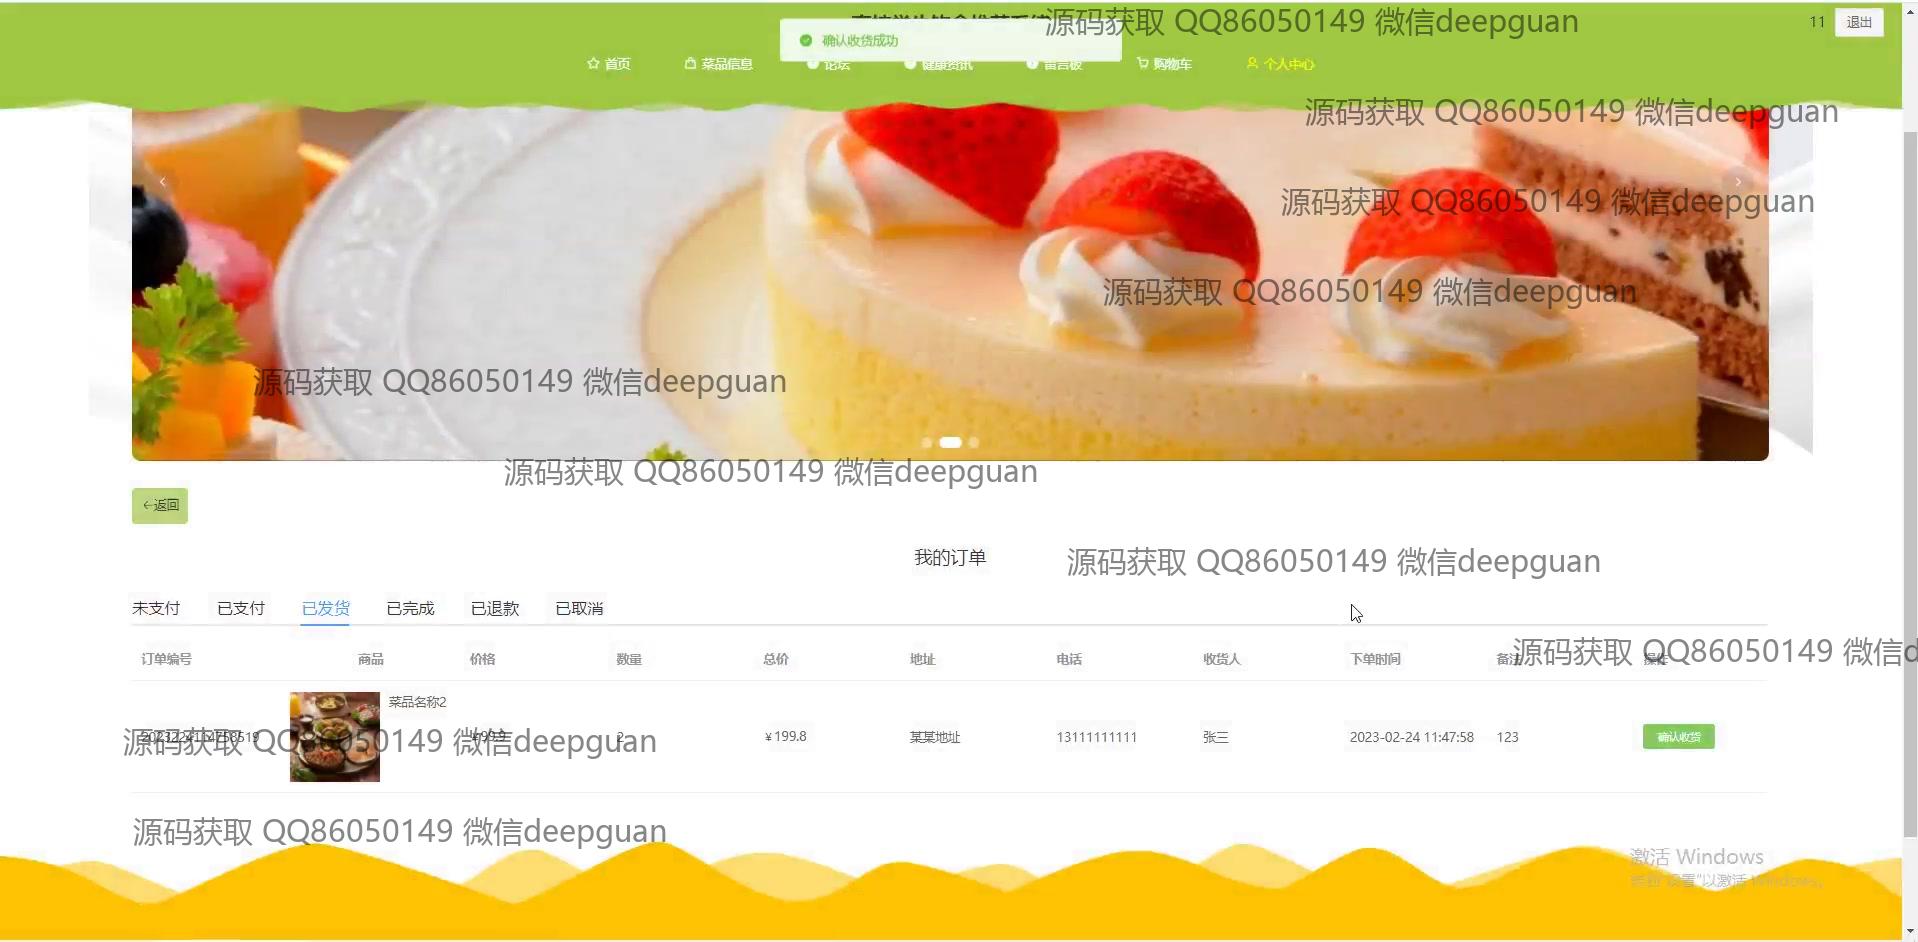 源码获取 QQ86050149 微信deepguan
11 退出
确认收货成功
首页 菜品信息 论坛 健康资讯 留言板 购物车 个人中心
源码获取 QQ86050149 微信deepguan
源码获取 QQ86050149 微信deepguan
源码获取 QQ86050149 微信deepguan
源码获取 QQ86050149 微信deepguan
源码获取 QQ86050149 微信deepguan
←返回
我的订单
源码获取 QQ86050149 微信deepguan
未支付 已支付 已发货 已完成 已退款 已取消
源码获取 QQ86050149 微信d
订单编号 商品 价格 数量 总价 地址 电话 收货人 下单时间 备注 操作
菜品名称2
¥99.9 2 ¥199.8 某某地址 13111111111 张三 2023-02-24 11:47:58 123 确认收货
源码获取 QQ86050149 微信deepguan
源码获取 QQ86050149 微信deepguan
激活 Windows
转到"设置"以激活 Windows。